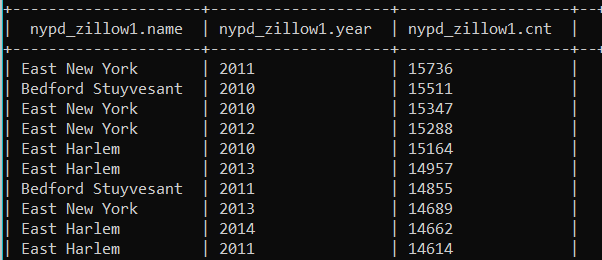 +----------------------+--------------------+-------------------+--+
| nypd_zillow1.name | nypd_zillow1.year | nypd_zillow1.cnt |
+----------------------+--------------------+-------------------+--+
| East New York | 2011 | 15736 |
| Bedford Stuyvesant | 2010 | 15511 |
| East New York | 2010 | 15347 |
| East New York | 2012 | 15288 |
| East Harlem | 2010 | 15164 |
| East Harlem | 2013 | 14957 |
| Bedford Stuyvesant | 2011 | 14855 |
| East New York | 2013 | 14689 |
| East Harlem | 2014 | 14662 |
| East Harlem | 2011 | 14614 |